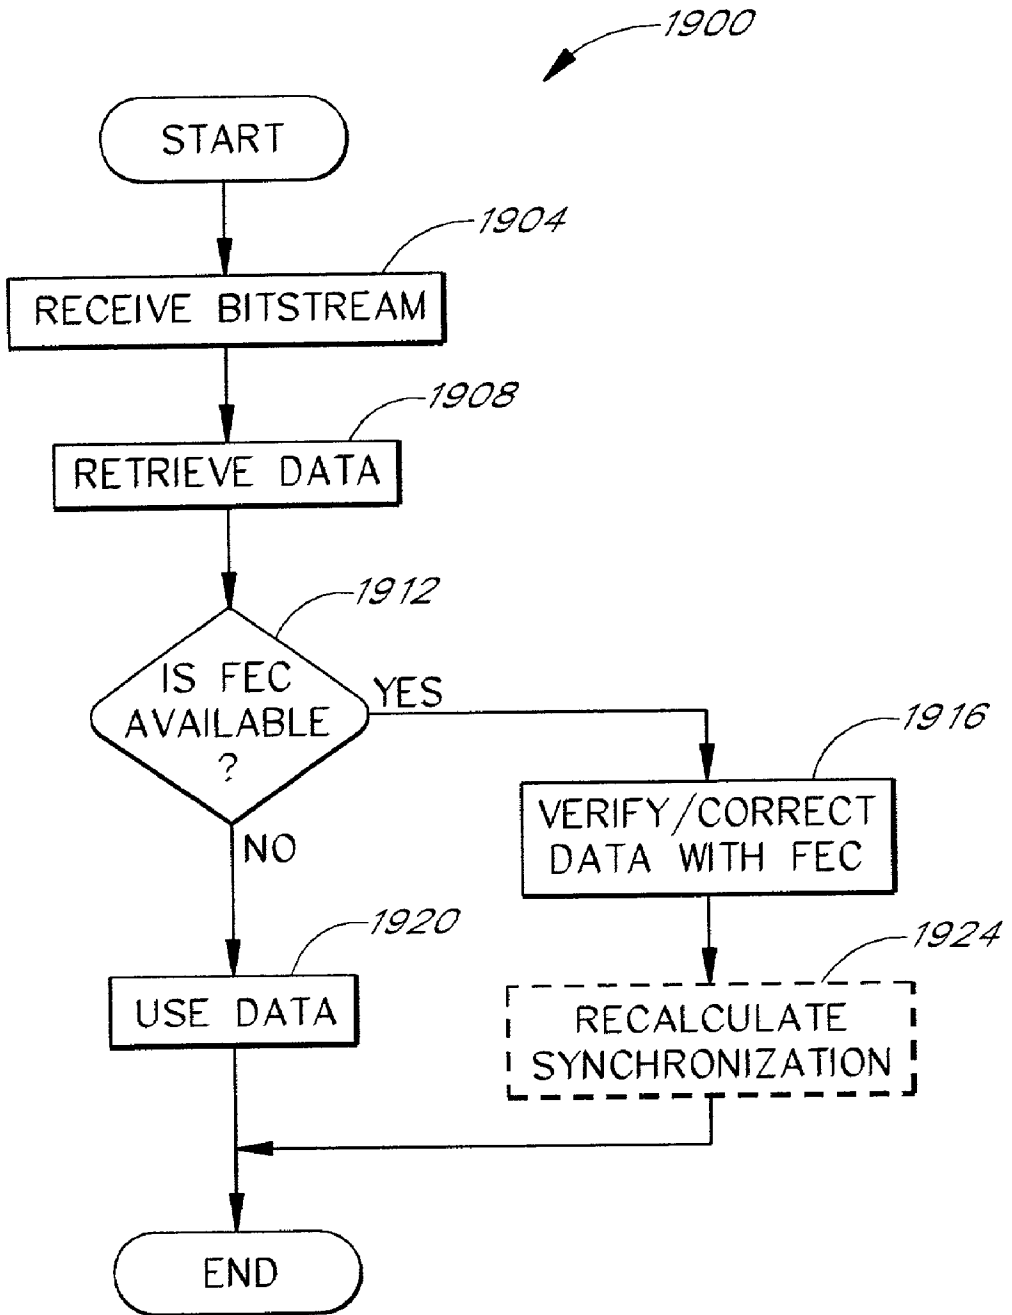 1900
START
1904
RECEIVE BITSTREAM
1908
RETRIEVE DATA
1912
IS FEC
AVAILABLE
?
YES
1916
VERIFY/CORRECT
DATA WITH FEC
NO
1920
USE DATA
1924
RECALCULATE
SYNCHRONIZATION
END